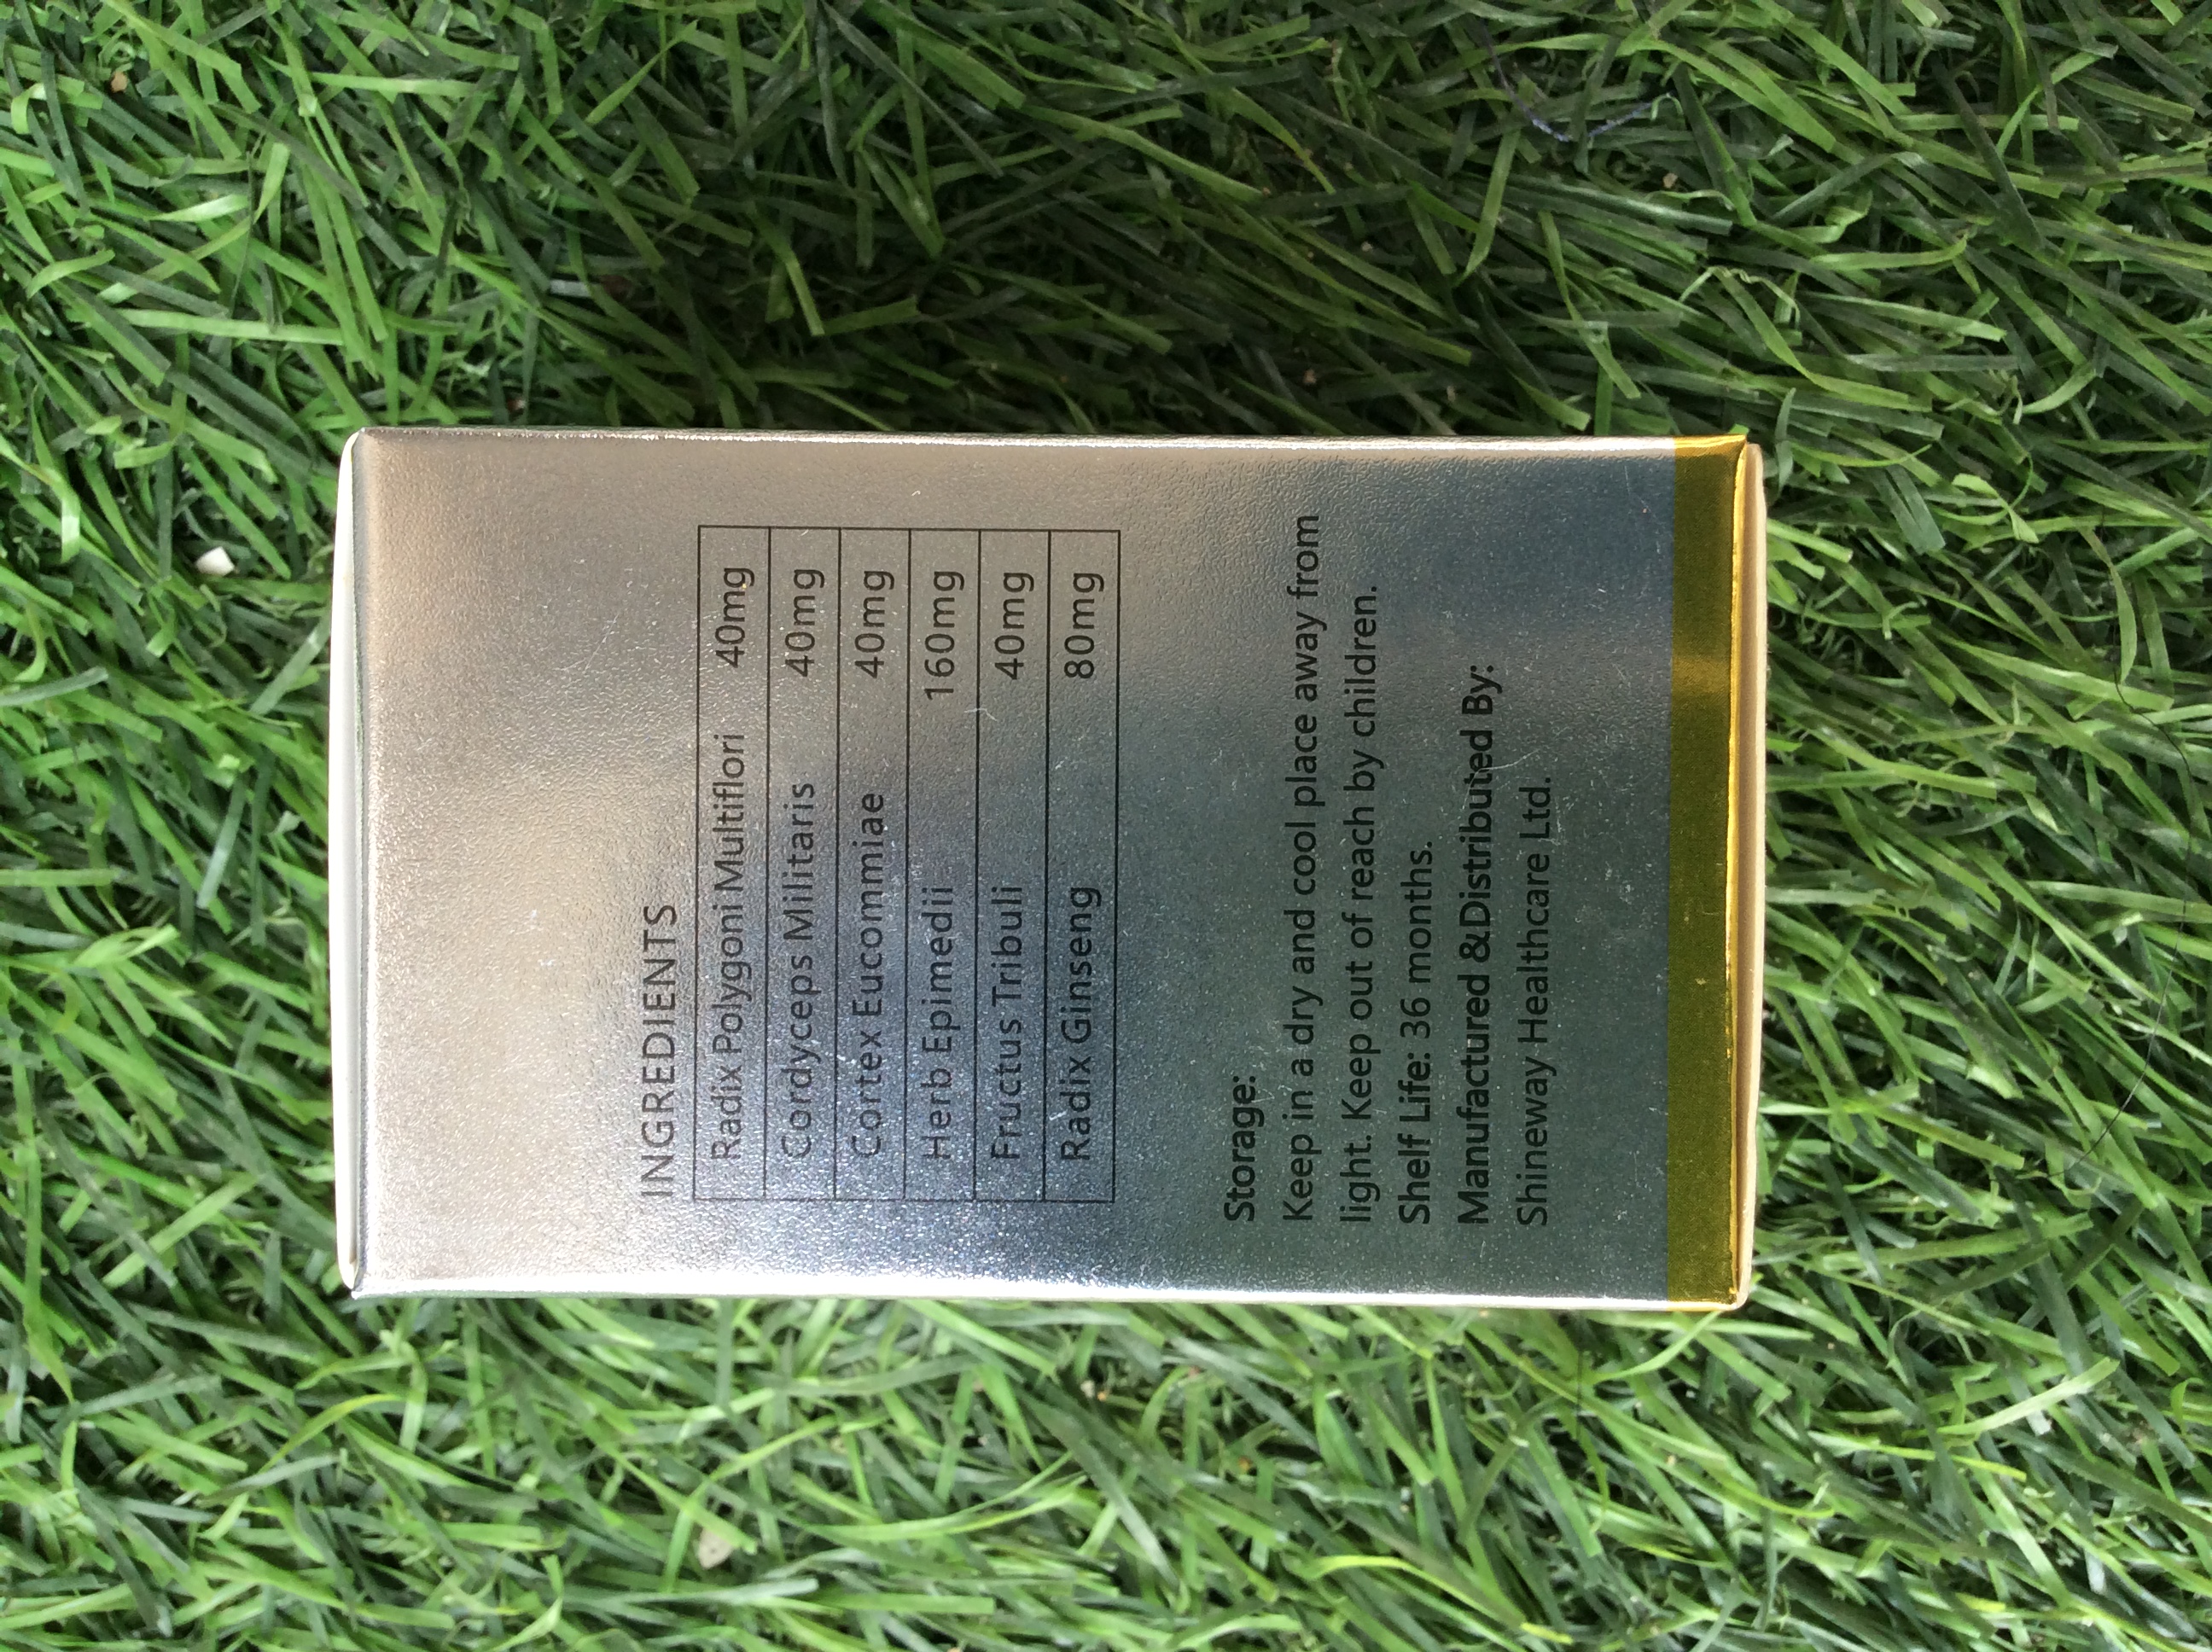 INGREDIENTS
Radix Polygoni Multiflori 40mg
Cordyceps Militaris 40mg
Cortex Eucommiae 40mg
Herb Epimedii 160mg
Fructus Tribuli 40mg
Radix Ginseng 80mg
Storage:
Keep in a dry and cool place away from
light. Keep out of reach by children.
Shelf Life: 36 months.
Manufactured &Distributed By:
Shineway Healthcare Ltd.